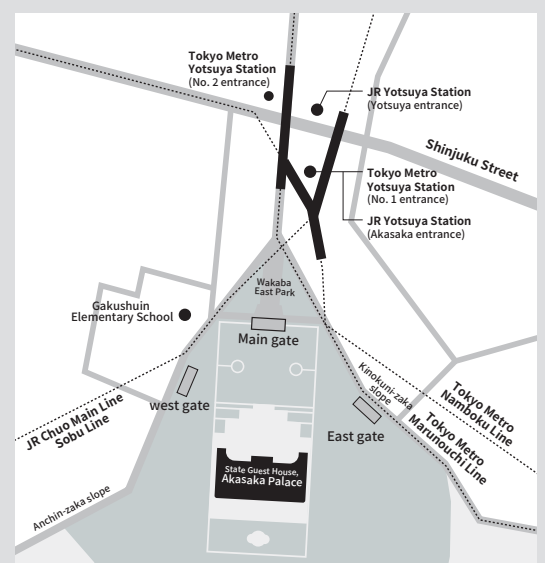 Tokyo Metro
Yotsuya Station
(No. 2 entrance)
JR Yotsuya Station
(Yotsuya entrance)
Shinjuku Street
Tokyo Metro
Yotsuya Station
(No. 1 entrance)
JR Yotsuya Station
(Akasaka entrance)
Wakaba
East Park
Gakushuin
Elementary School
Main gate
Kinokuni-zaka
slope
west gate
East gate
Tokyo Metro
Namboku Line
Tokyo Metro
Marunouchi Line
JR Chuo Main Line
Sobu Line
State Guest House,
Akasaka Palace
Anchin-zaka slope